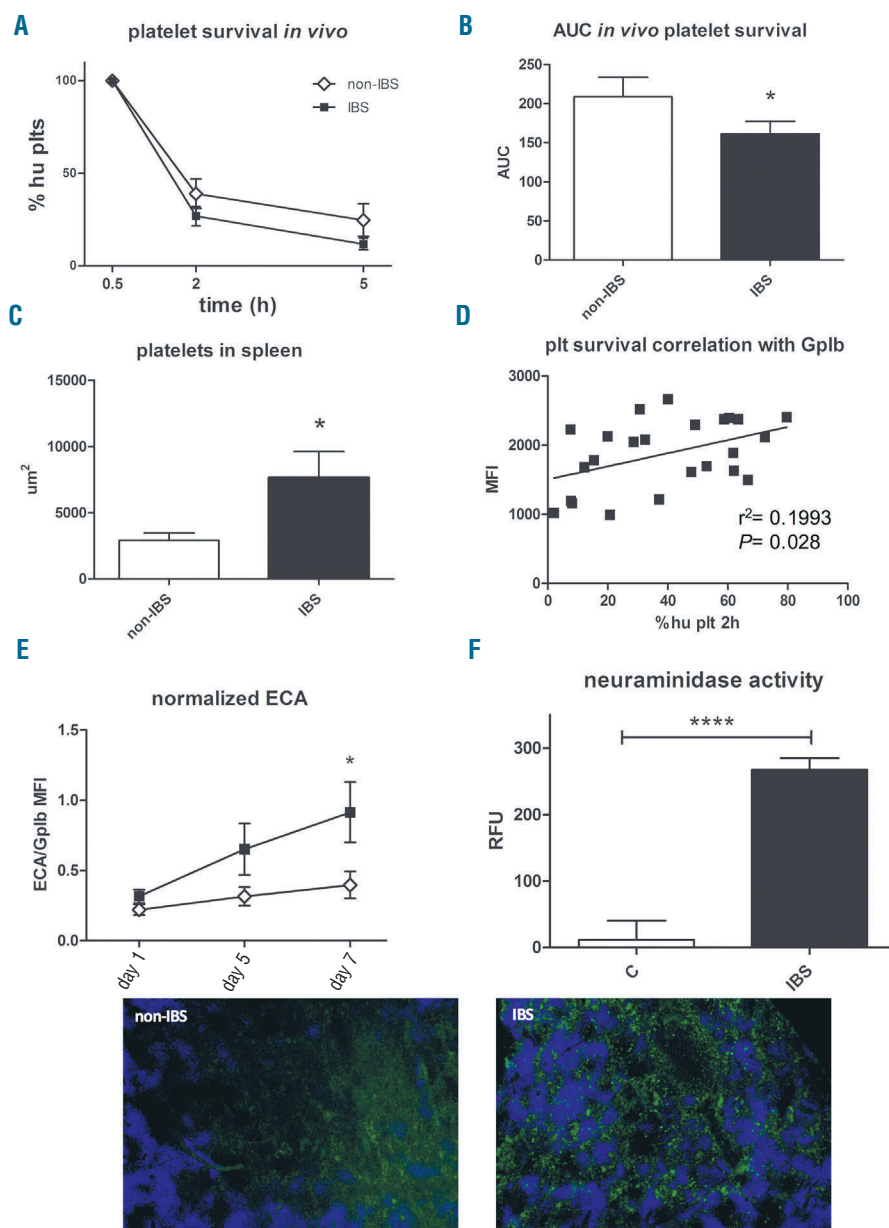 A
platelet survival in vivo
100
50
0
% hu plts
non-IBS
IBS
0.5
2
5
time (h)
B
AUC in vivo platelet survival
250
200
150
100
50
0
AUC
*
non-IBS
IBS
C
platelets in spleen
15000
10000
5000
0
um²
*
non-IBS
IBS
D
plt survival correlation with GpIb
3000
2000
1000
0
MFI
r²= 0.1993
P= 0.028
0
20
40
60
80
100
%hu plt 2h
E
normalized ECA
1.5
1.0
0.5
0.0
ECA/GpIb MFI
*
day 1
day 5
day 7
F
neuraminidase activity
300
200
100
0
RFU
****
C
IBS
non-IBS
IBS